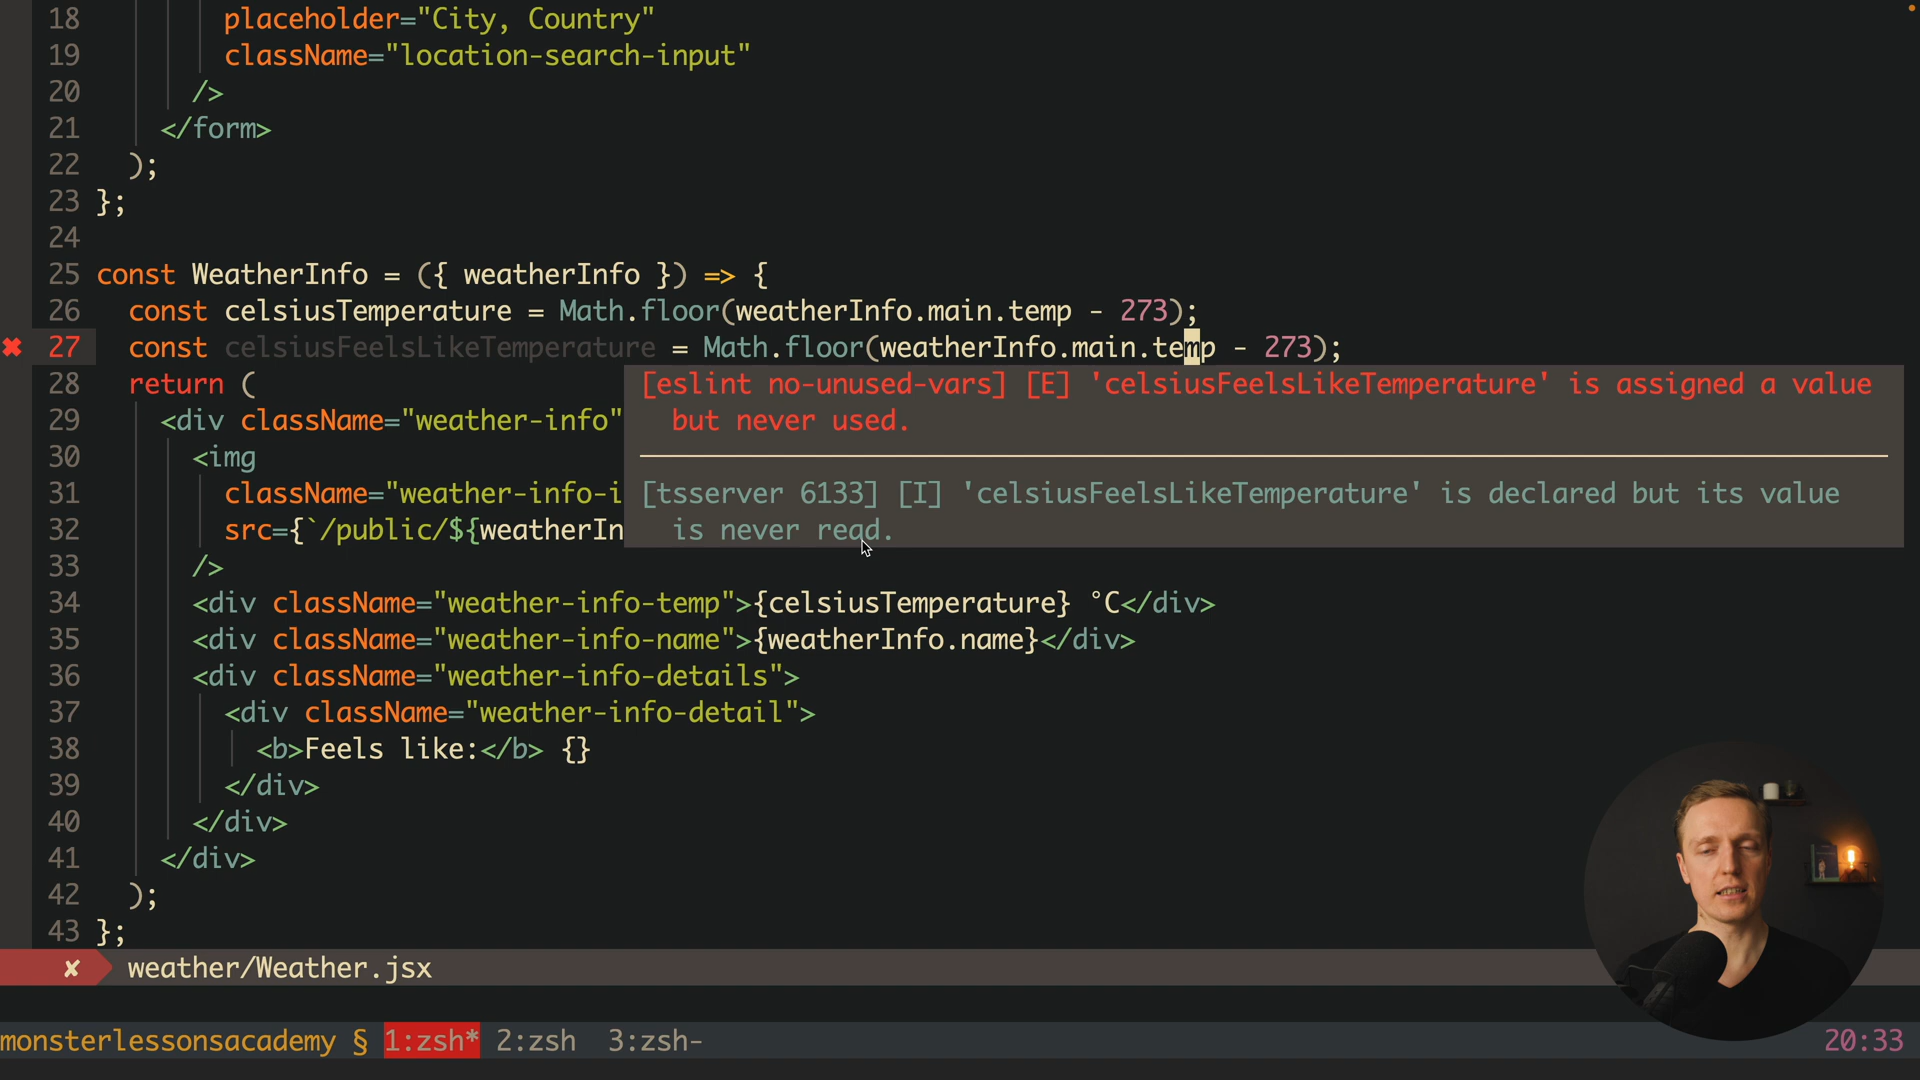 18 placeholder="City, Country"
19 className="location-search-input"
20 />
21 </form>
22 );
23 };
24
25 const WeatherInfo = ({ weatherInfo }) => {
26 const celsiusTemperature = Math.floor(weatherInfo.main.temp - 273);
✖ 27 const celsiusFeelsLikeTemperature = Math.floor(weatherInfo.main.temp - 273);
28 return (
[eslint no-unused-vars] [E] 'celsiusFeelsLikeTemperature' is assigned a value
29 <div className="weather-info"
but never used.
30 <img
31 className="weather-info-i
[tsserver 6133] [I] 'celsiusFeelsLikeTemperature' is declared but its value
32 src={`/public/${weatherIn
is never read.
33 />
34 <div className="weather-info-temp">{celsiusTemperature} °C</div>
35 <div className="weather-info-name">{weatherInfo.name}</div>
36 <div className="weather-info-details">
37 <div className="weather-info-detail">
38 <b>Feels like:</b> {}
39 </div>
40 </div>
41 </div>
42 );
43 };
✘ weather/Weather.jsx
monsterlessonsacademy § 1:zsh* 2:zsh 3:zsh- 20:33